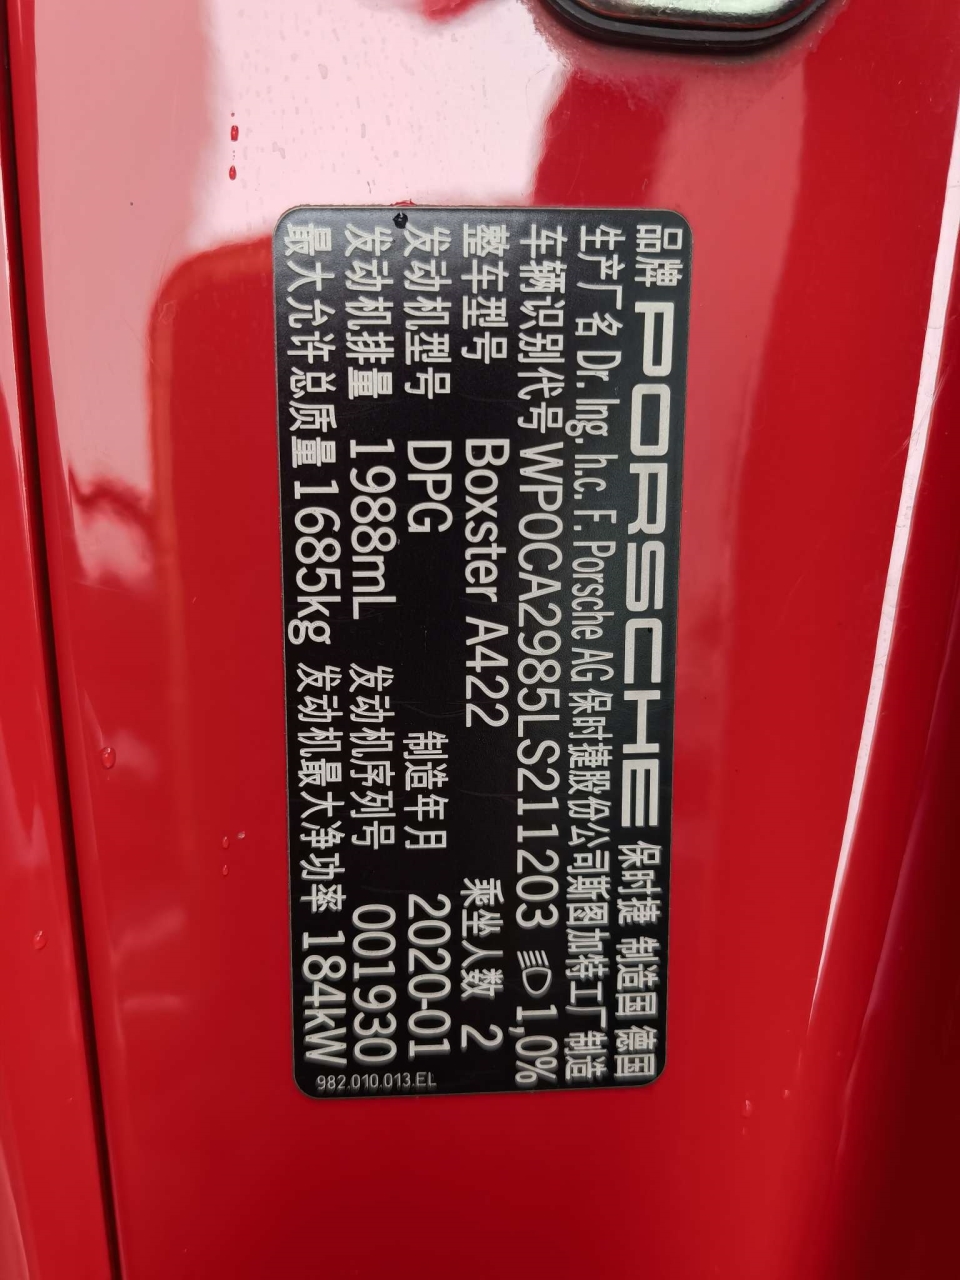 品牌 PORSCHE 保时捷 制造国 德国
生产厂名 Dr. Ing. h.c. F. Porsche AG 保时捷股份公司斯图加特工厂 制造
车辆识别代号 WP0CA2985LS211203 1,0%
整车型号 Boxster A422 乘坐人数 2
发动机型号 DPG 制造年月 2020-01
发动机排量 1988mL 发动机序列号 001930
最大允许总质量 1685kg 发动机最大净功率 184kW
982.010.013.EL